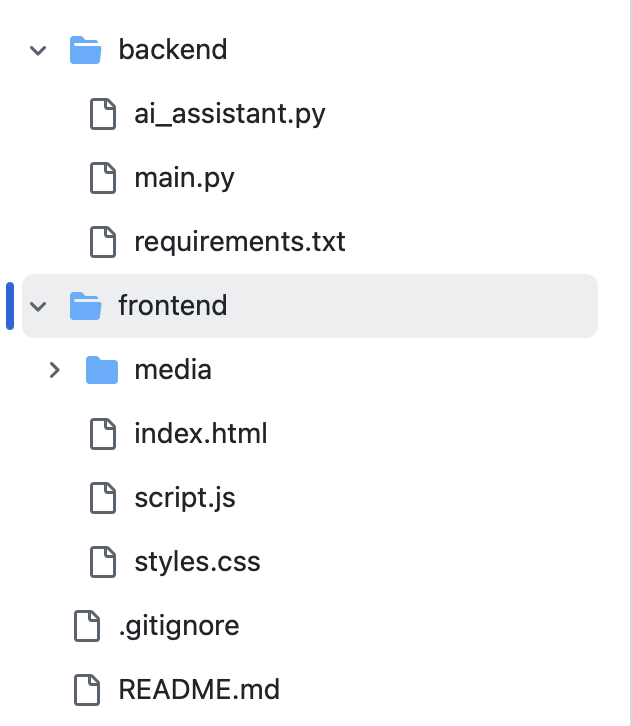 backend
ai_assistant.py
main.py
requirements.txt
frontend
media
index.html
script.js
styles.css
.gitignore
README.md